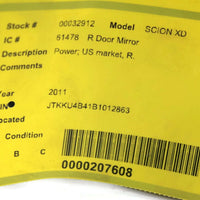 Stock # 00032912 Model SCION XD
IC # 61478 R Door Mirror
Description Power; US market, R.
Comments
Year 2011
IN JTKKU4B41B1012863
ocated
Condition
B C
0000207608